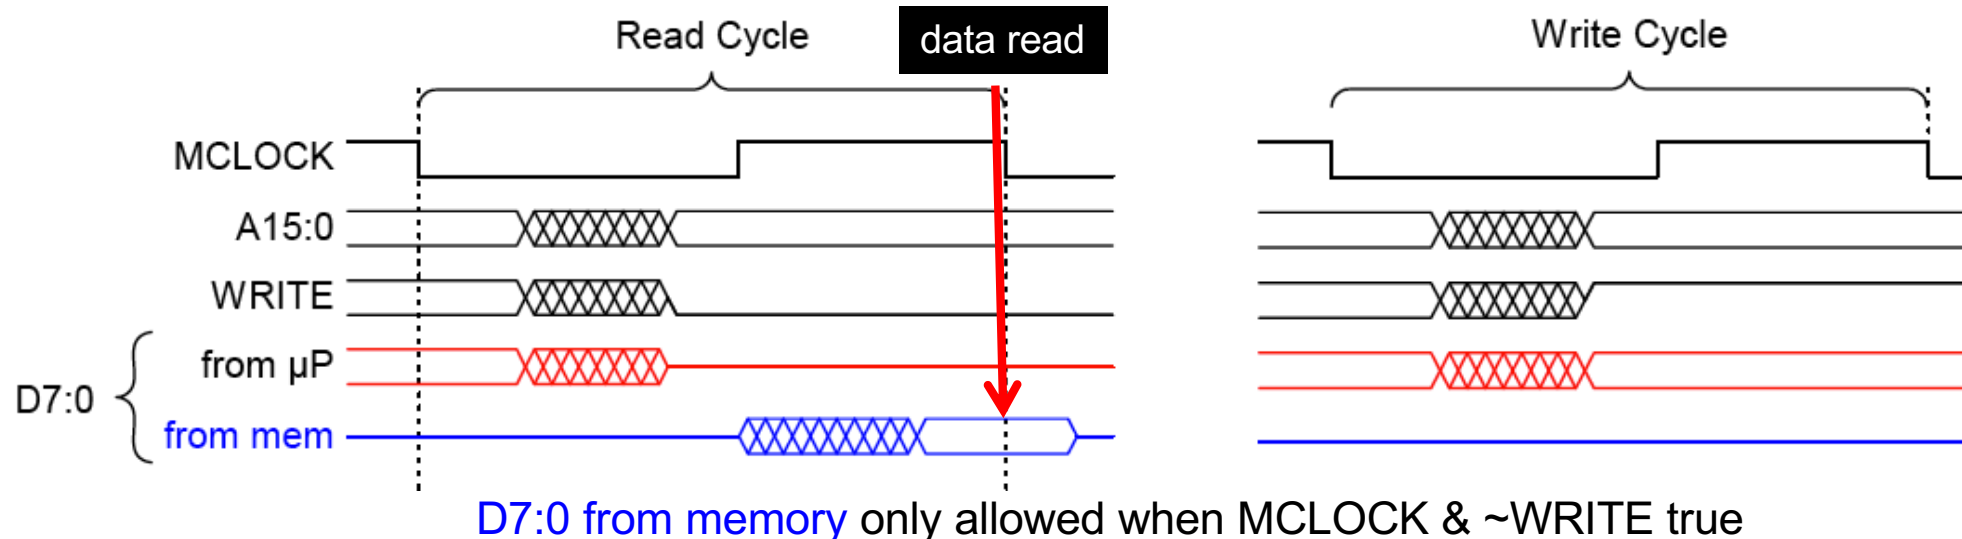 Read Cycle
data read
Write Cycle
MCLOCK
A15:0
WRITE
from µP
D7:0
from mem
D7:0 from memory only allowed when MCLOCK & ~WRITE true